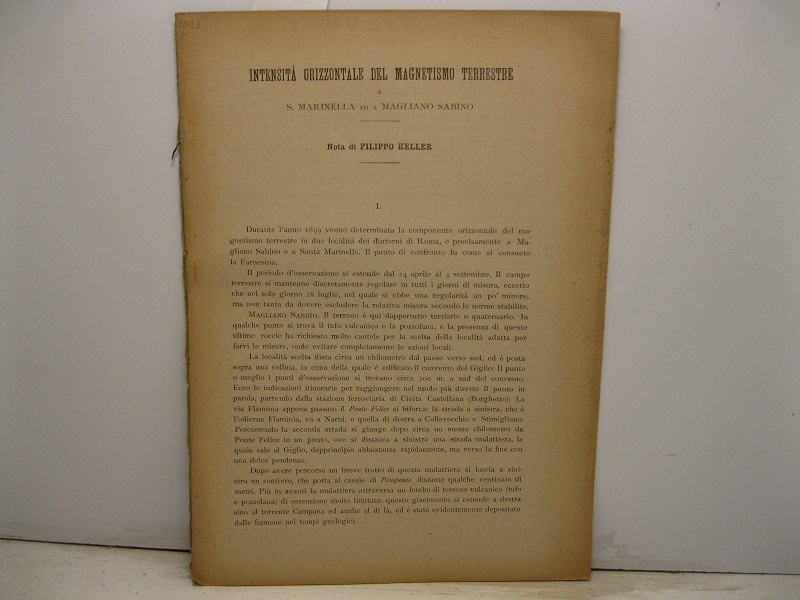 INTENSITÀ ORIZZONTALE DEL MAGNETISMO TERRESTRE
A
S. MARINELLA ED A MAGLIANO SABINO
Nota di FILIPPO KELLER
I.
Durante l'anno 1899 venne determinata la componente orizzontale del ma-
gnetismo terrestre in due località dei dintorni di Roma, e precisamente a Ma-
gliano Sabino e a Santa Marinella. Il punto di confronto fu come al consueto
la Farnesina.
Il periodo d'osservazione si estende dal 24 aprile al 4 settembre. Il campo
terrestre si mantenne discretamente regolare in tutti i giorni di misura, eccetto
che nel solo giorno 28 luglio, nel quale si ebbe una regolarità un po' minore,
ma non tanto da dovere escludere la relativa misura secondo le norme stabilite.
MAGLIANO SABINO. Il terreno è qui dappertutto terziario o quaternario. In
qualche punto si trova il tufo vulcanico e la pozzolana, e la presenza di queste
ultime roccie ha richiesto molte cautele per la scelta della località adatta per
farvi le misure, onde evitare completamente le azioni locali.
La località scelta dista circa un chilometro dal paese verso sud, ed è posta
sopra una collina, in cima della quale è edificato il convento del Giglio: Il punto
o meglio i punti d'osservazione si trovano circa 200 m. a sud del convento.
Ecco le indicazioni itinerarie per raggiungere nel modo più diretto il punto in
parola, partendo dalla stazione ferroviaria di Civita Castellana (Borghetto). La
via Flaminia appena passato il Ponte Felice si biforca; la strada a sinistra, che è
l'odierna Flaminia, va a Narni, e quella di destra a Collevecchio e Stimigliano.
Percorrendo la seconda strada si giunge dopo circa un mezzo chilometro da
Ponte Felice in un punto, ove si distacca a sinistra una strada mulattiera, la
quale sale al Giglio, dapprincipio abbastanza rapidamente, ma verso la fine con
una dolce pendenza.
Dopo avere percorso un breve tratto di questa mulattiera si lascia a sini-
stra un sentiero, che porta al casale di Pomponio distante qualche centinaio di
metri. Più in avanti la mulattiera attraversa un lembo di terreno vulcanico (tufo
e pozzolana) di estensione molto limitata: questo giacimento si estende a destra
sino al torrente Campana ed anche al di là, ed è stato evidentemente depositato
dalle fiumane nei tempi geologici.